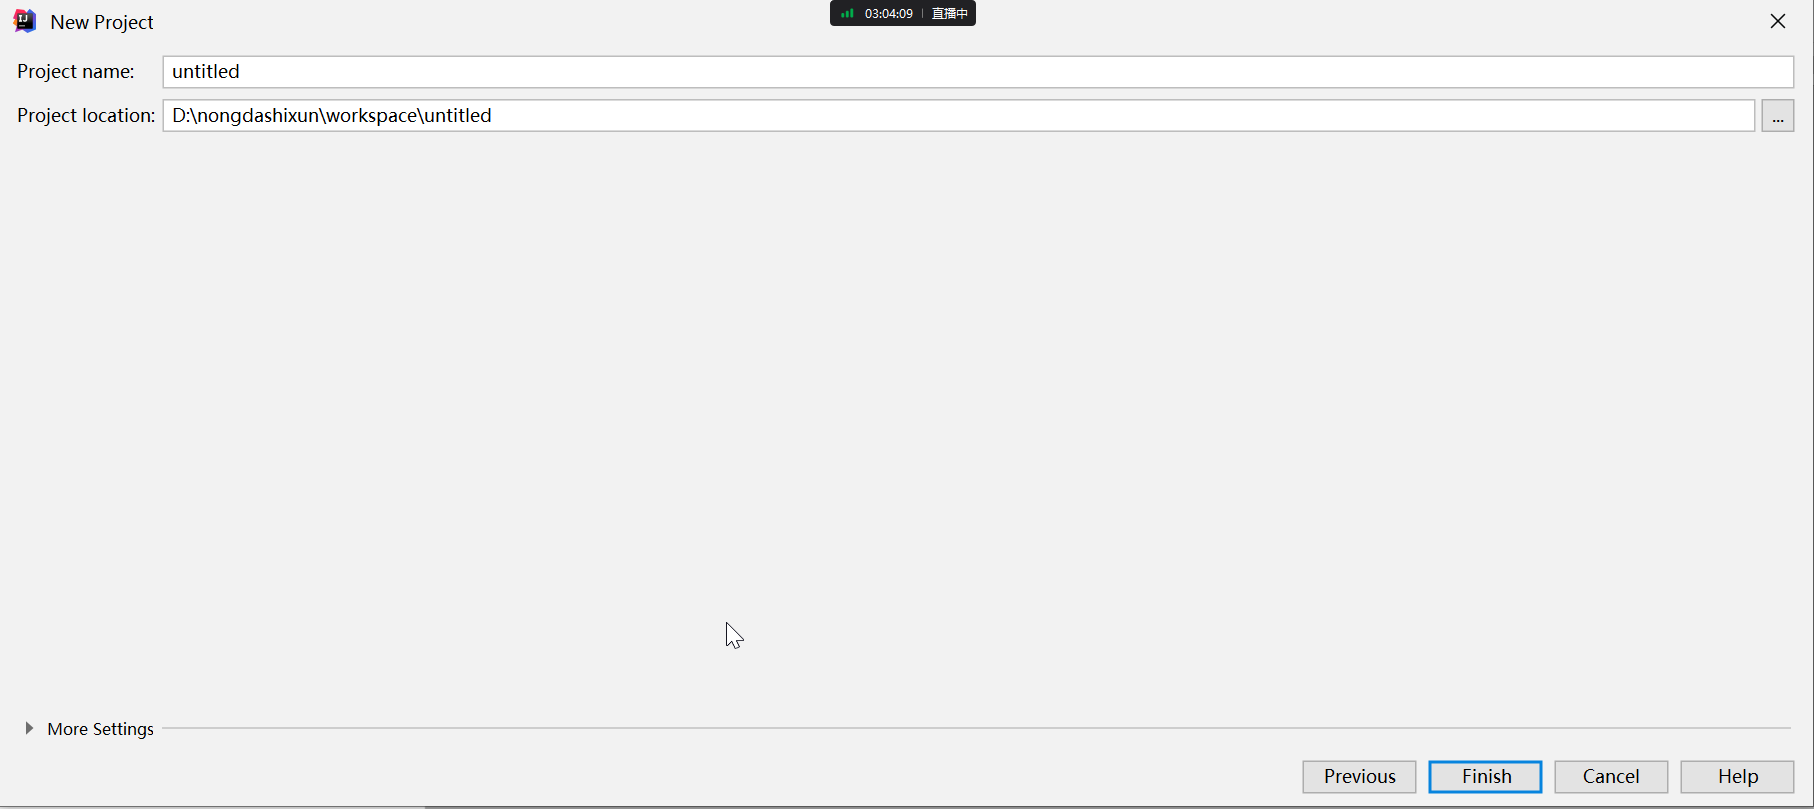 New Project
03:04:09 直播中
Project name: untitled
Project location: D:\nongdashixun\workspace\untitled ...
More Settings
Previous Finish Cancel Help